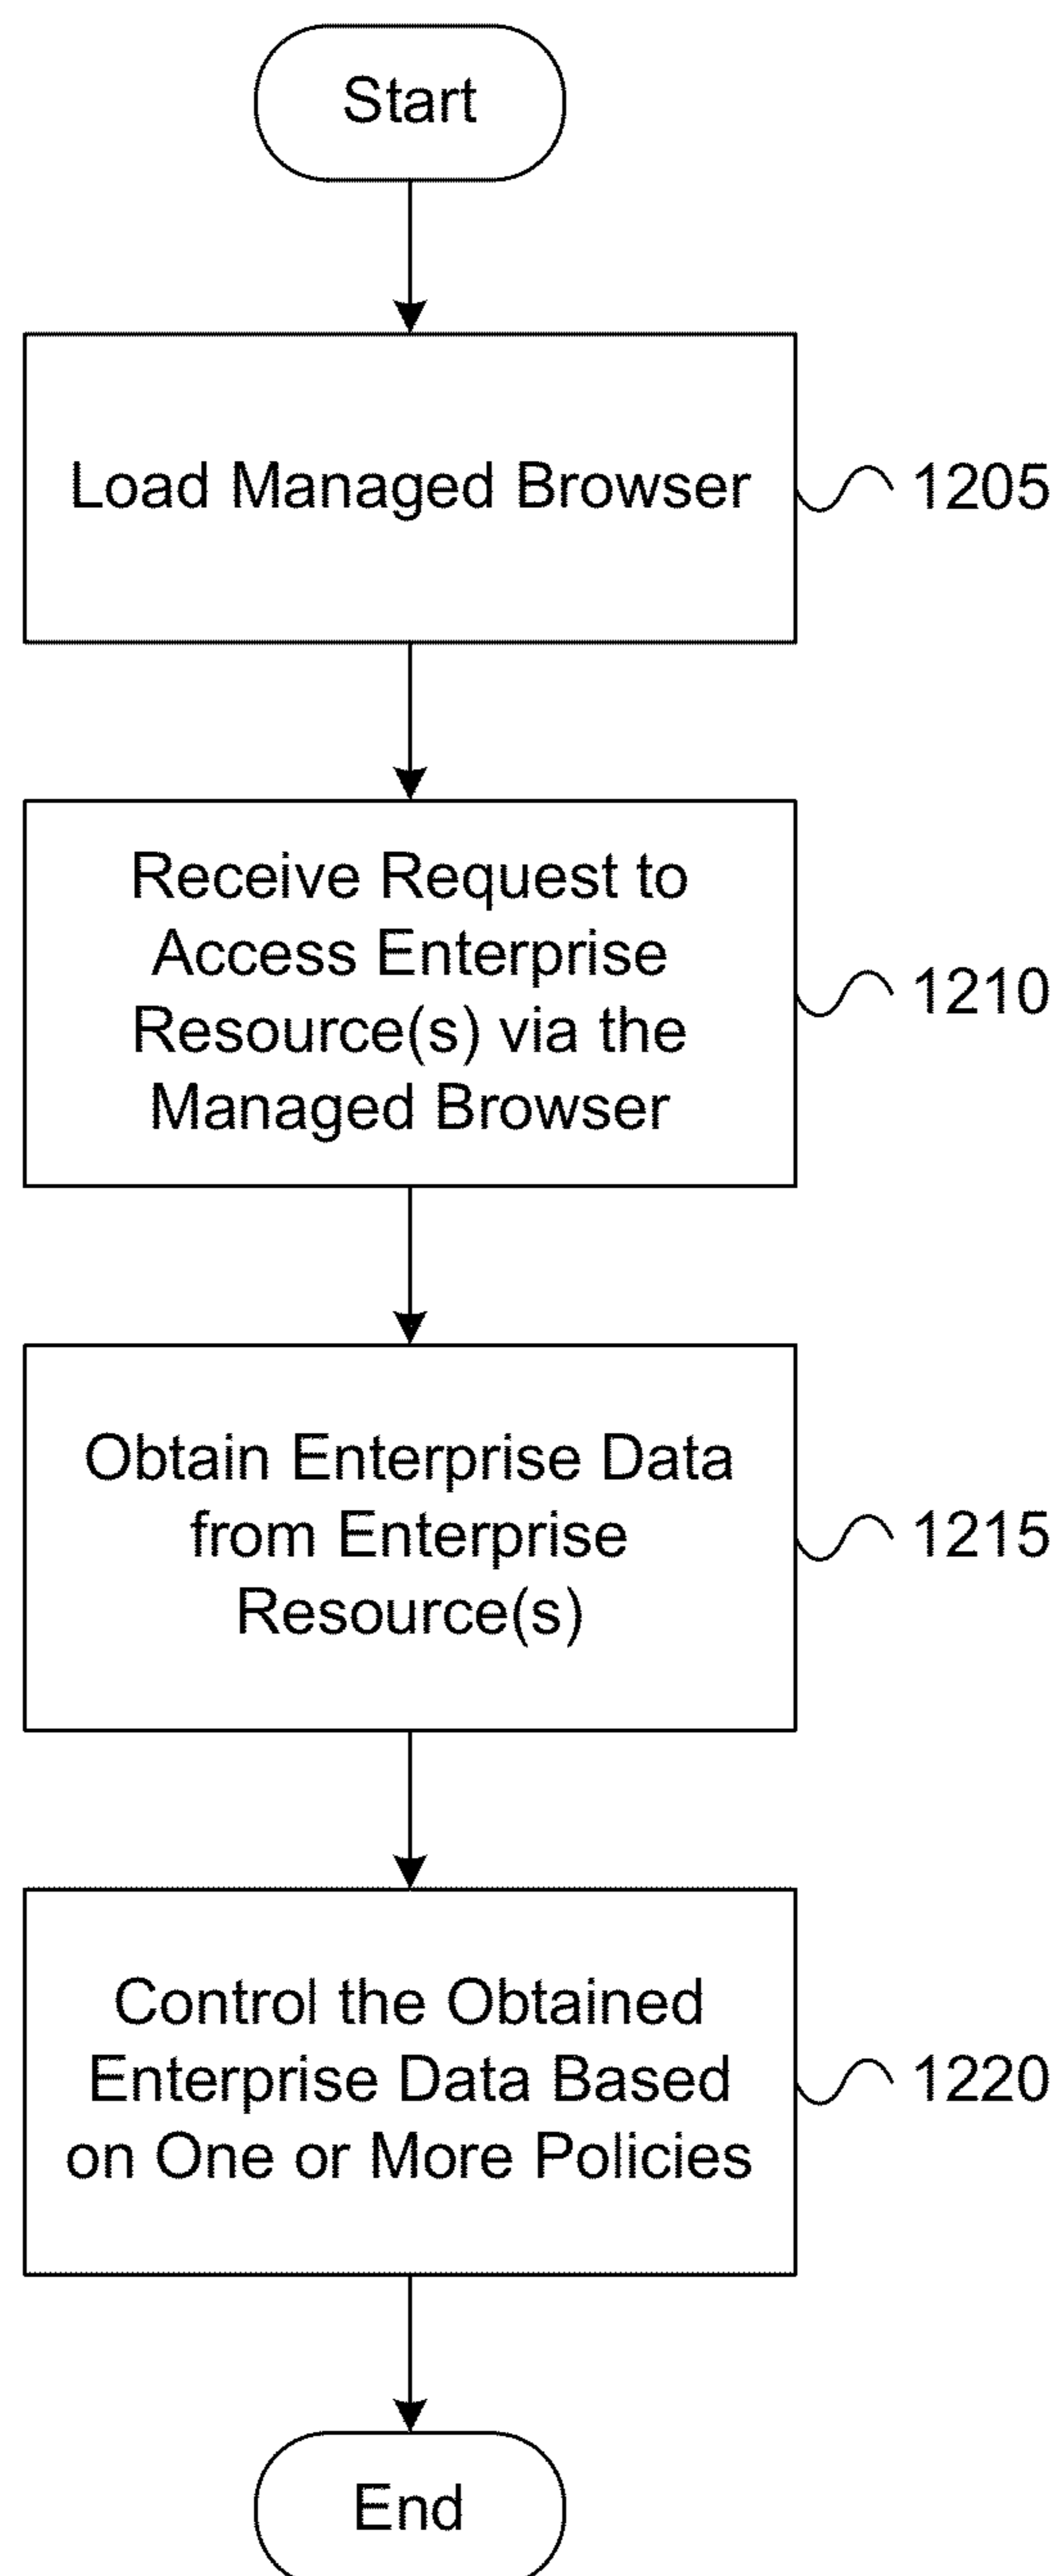 Start
Load Managed Browser
1205
Receive Request to
Access Enterprise
Resource(s) via the
Managed Browser
1210
Obtain Enterprise Data
from Enterprise
Resource(s)
1215
Control the Obtained
Enterprise Data Based
on One or More Policies
1220
End